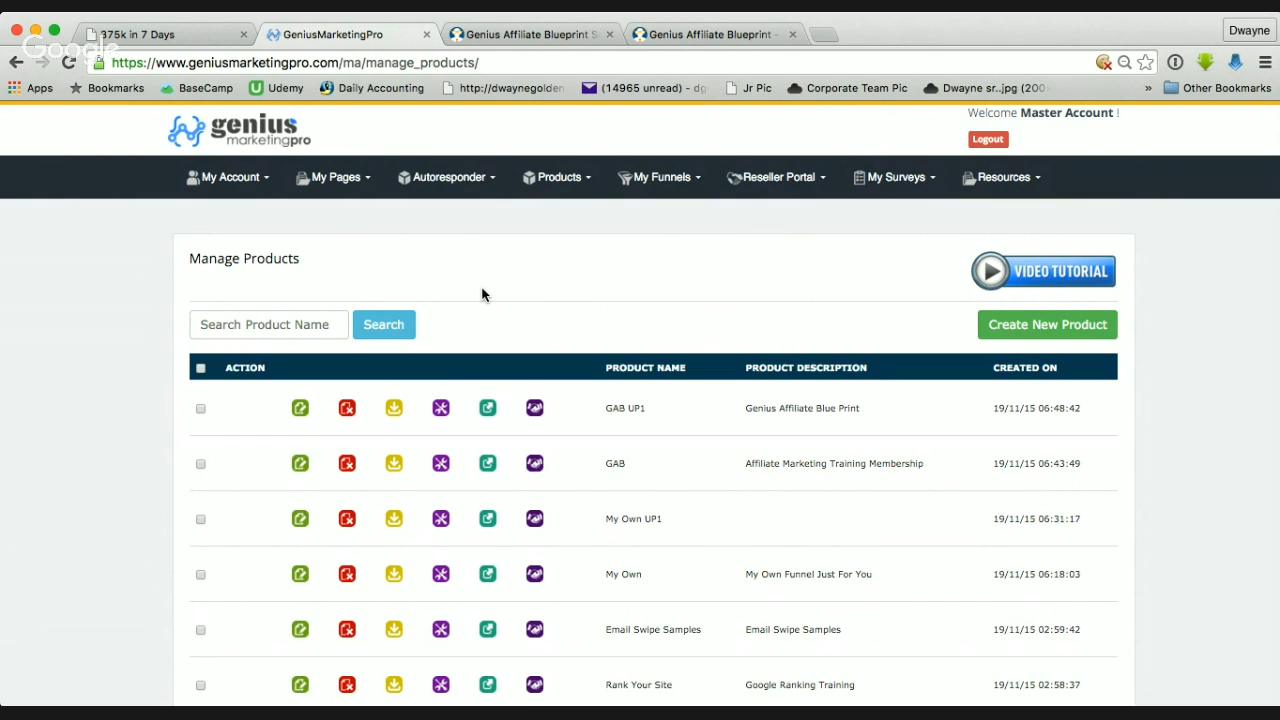 375k in 7 Days
GeniusMarketingPro
Genius Affiliate Blueprint S
Genius Affiliate Blueprint -
Dwayne
Google
https://www.geniusmarketingpro.com/ma/manage_products/
Apps
Bookmarks
BaseCamp
Udemy
Daily Accounting
http://dwaynegolden
(14965 unread) - dg
Jr Pic
Corporate Team Pic
Dwayne sr..jpg (200
»
Other Bookmarks
genius
marketingpro
Welcome Master Account !
Logout
My Account
My Pages
Autoresponder
Products
My Funnels
Reseller Portal
My Surveys
Resources
Manage Products
VIDEO TUTORIAL
Search Product Name
Search
Create New Product
ACTION PRODUCT NAME PRODUCT DESCRIPTION CREATED ON
GAB UP1 Genius Affiliate Blue Print 19/11/15 06:48:42
GAB Affiliate Marketing Training Membership 19/11/15 06:43:49
My Own UP1 19/11/15 06:31:17
My Own My Own Funnel Just For You 19/11/15 06:18:03
Email Swipe Samples Email Swipe Samples 19/11/15 02:59:42
Rank Your Site Google Ranking Training 19/11/15 02:58:37